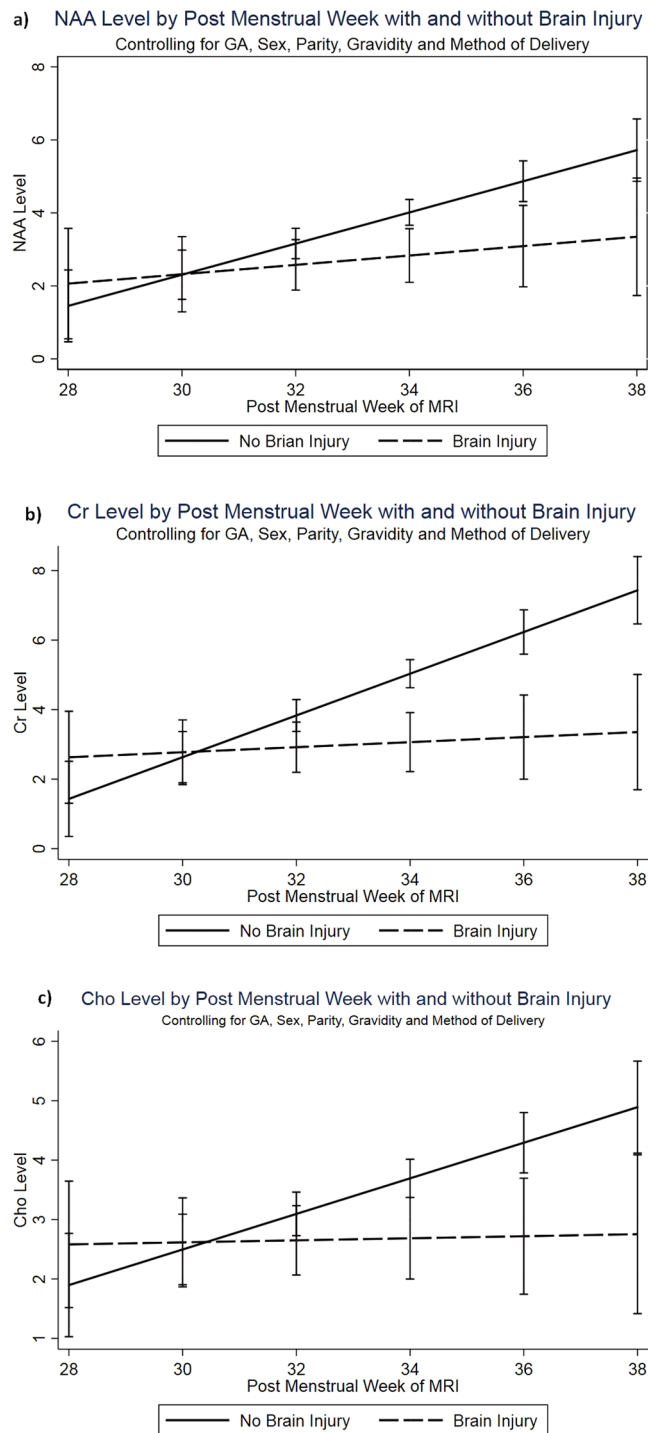 a) NAA Level by Post Menstrual Week with and without Brain Injury
Controlling for GA, Sex, Parity, Gravidity and Method of Delivery
8
6
4
2
0
NAA Level
28 30 32 34 36 38
Post Menstrual Week of MRI
No Brian Injury Brain Injury
b) Cr Level by Post Menstrual Week with and without Brain Injury
Controlling for GA, Sex, Parity, Gravidity and Method of Delivery
8
6
4
2
0
Cr Level
28 30 32 34 36 38
Post Menstrual Week of MRI
No Brain Injury Brain Injury
c) Cho Level by Post Menstrual Week with and without Brain Injury
Controlling for GA, Sex, Parity, Gravidity and Method of Delivery
6
5
4
3
2
1
Cho Level
28 30 32 34 36 38
Post Menstrual Week of MRI
No Brain Injury Brain Injury